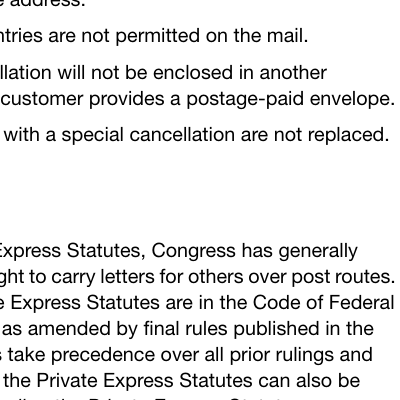 address.
ntries are not permitted on the mail.
llation will not be enclosed in another
customer provides a postage-paid envelope.
with a special cancellation are not replaced.
Express Statutes, Congress has generally
ght to carry letters for others over post routes.
e Express Statutes are in the Code of Federal
as amended by final rules published in the
s take precedence over all prior rulings and
the Private Express Statutes can also be